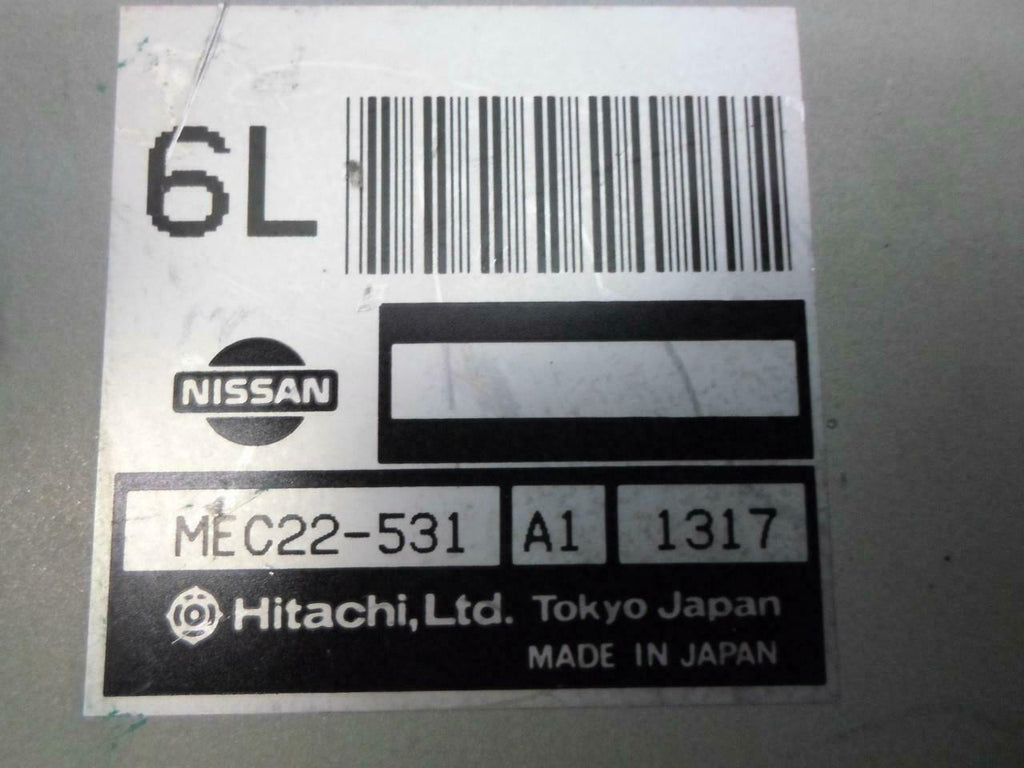 6L
NISSAN
MEC22-531 A1 1317
Hitachi, Ltd. Tokyo Japan
MADE IN JAPAN